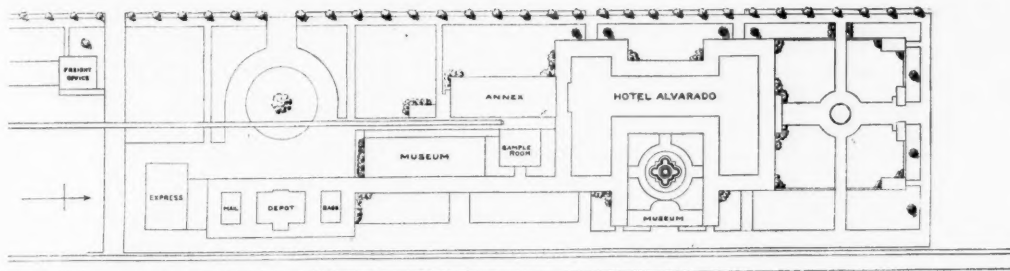 FREIGHT
OFFICE
ANNEX
HOTEL ALVARADO
MUSEUM
SAMPLE
ROOM
EXPRESS
MAIL
DEPOT
BAGG
MUSEUM